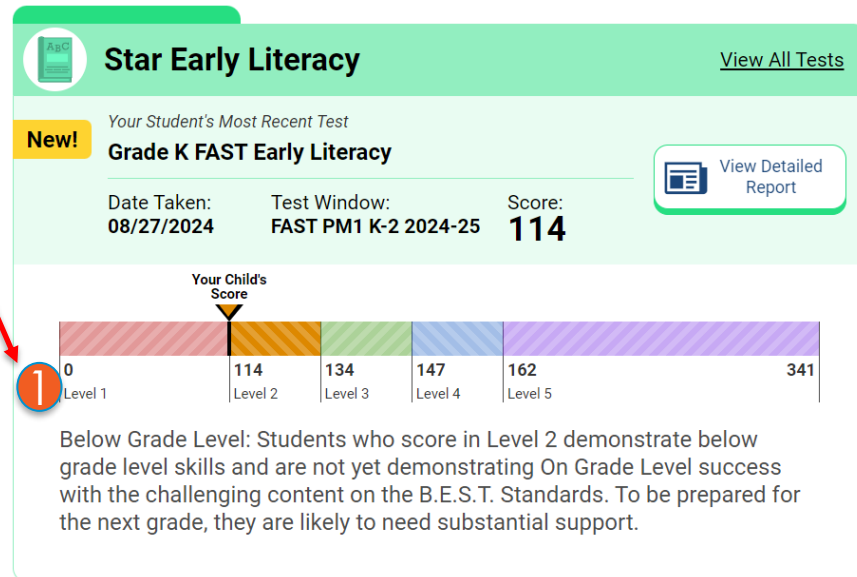 ABC
Star Early Literacy
View All Tests
New!
Your Student's Most Recent Test
Grade K FAST Early Literacy
View Detailed
Report
Date Taken:
Test Window:
Score:
08/27/2024
FAST PM1 K-2 2024-25
114
Your Child's
Score
1
0
114
134
147
162
341
Level 1
Level 2
Level 3
Level 4
Level 5
Below Grade Level: Students who score in Level 2 demonstrate below
grade level skills and are not yet demonstrating On Grade Level success
with the challenging content on the B.E.S.T. Standards. To be prepared for
the next grade, they are likely to need substantial support.